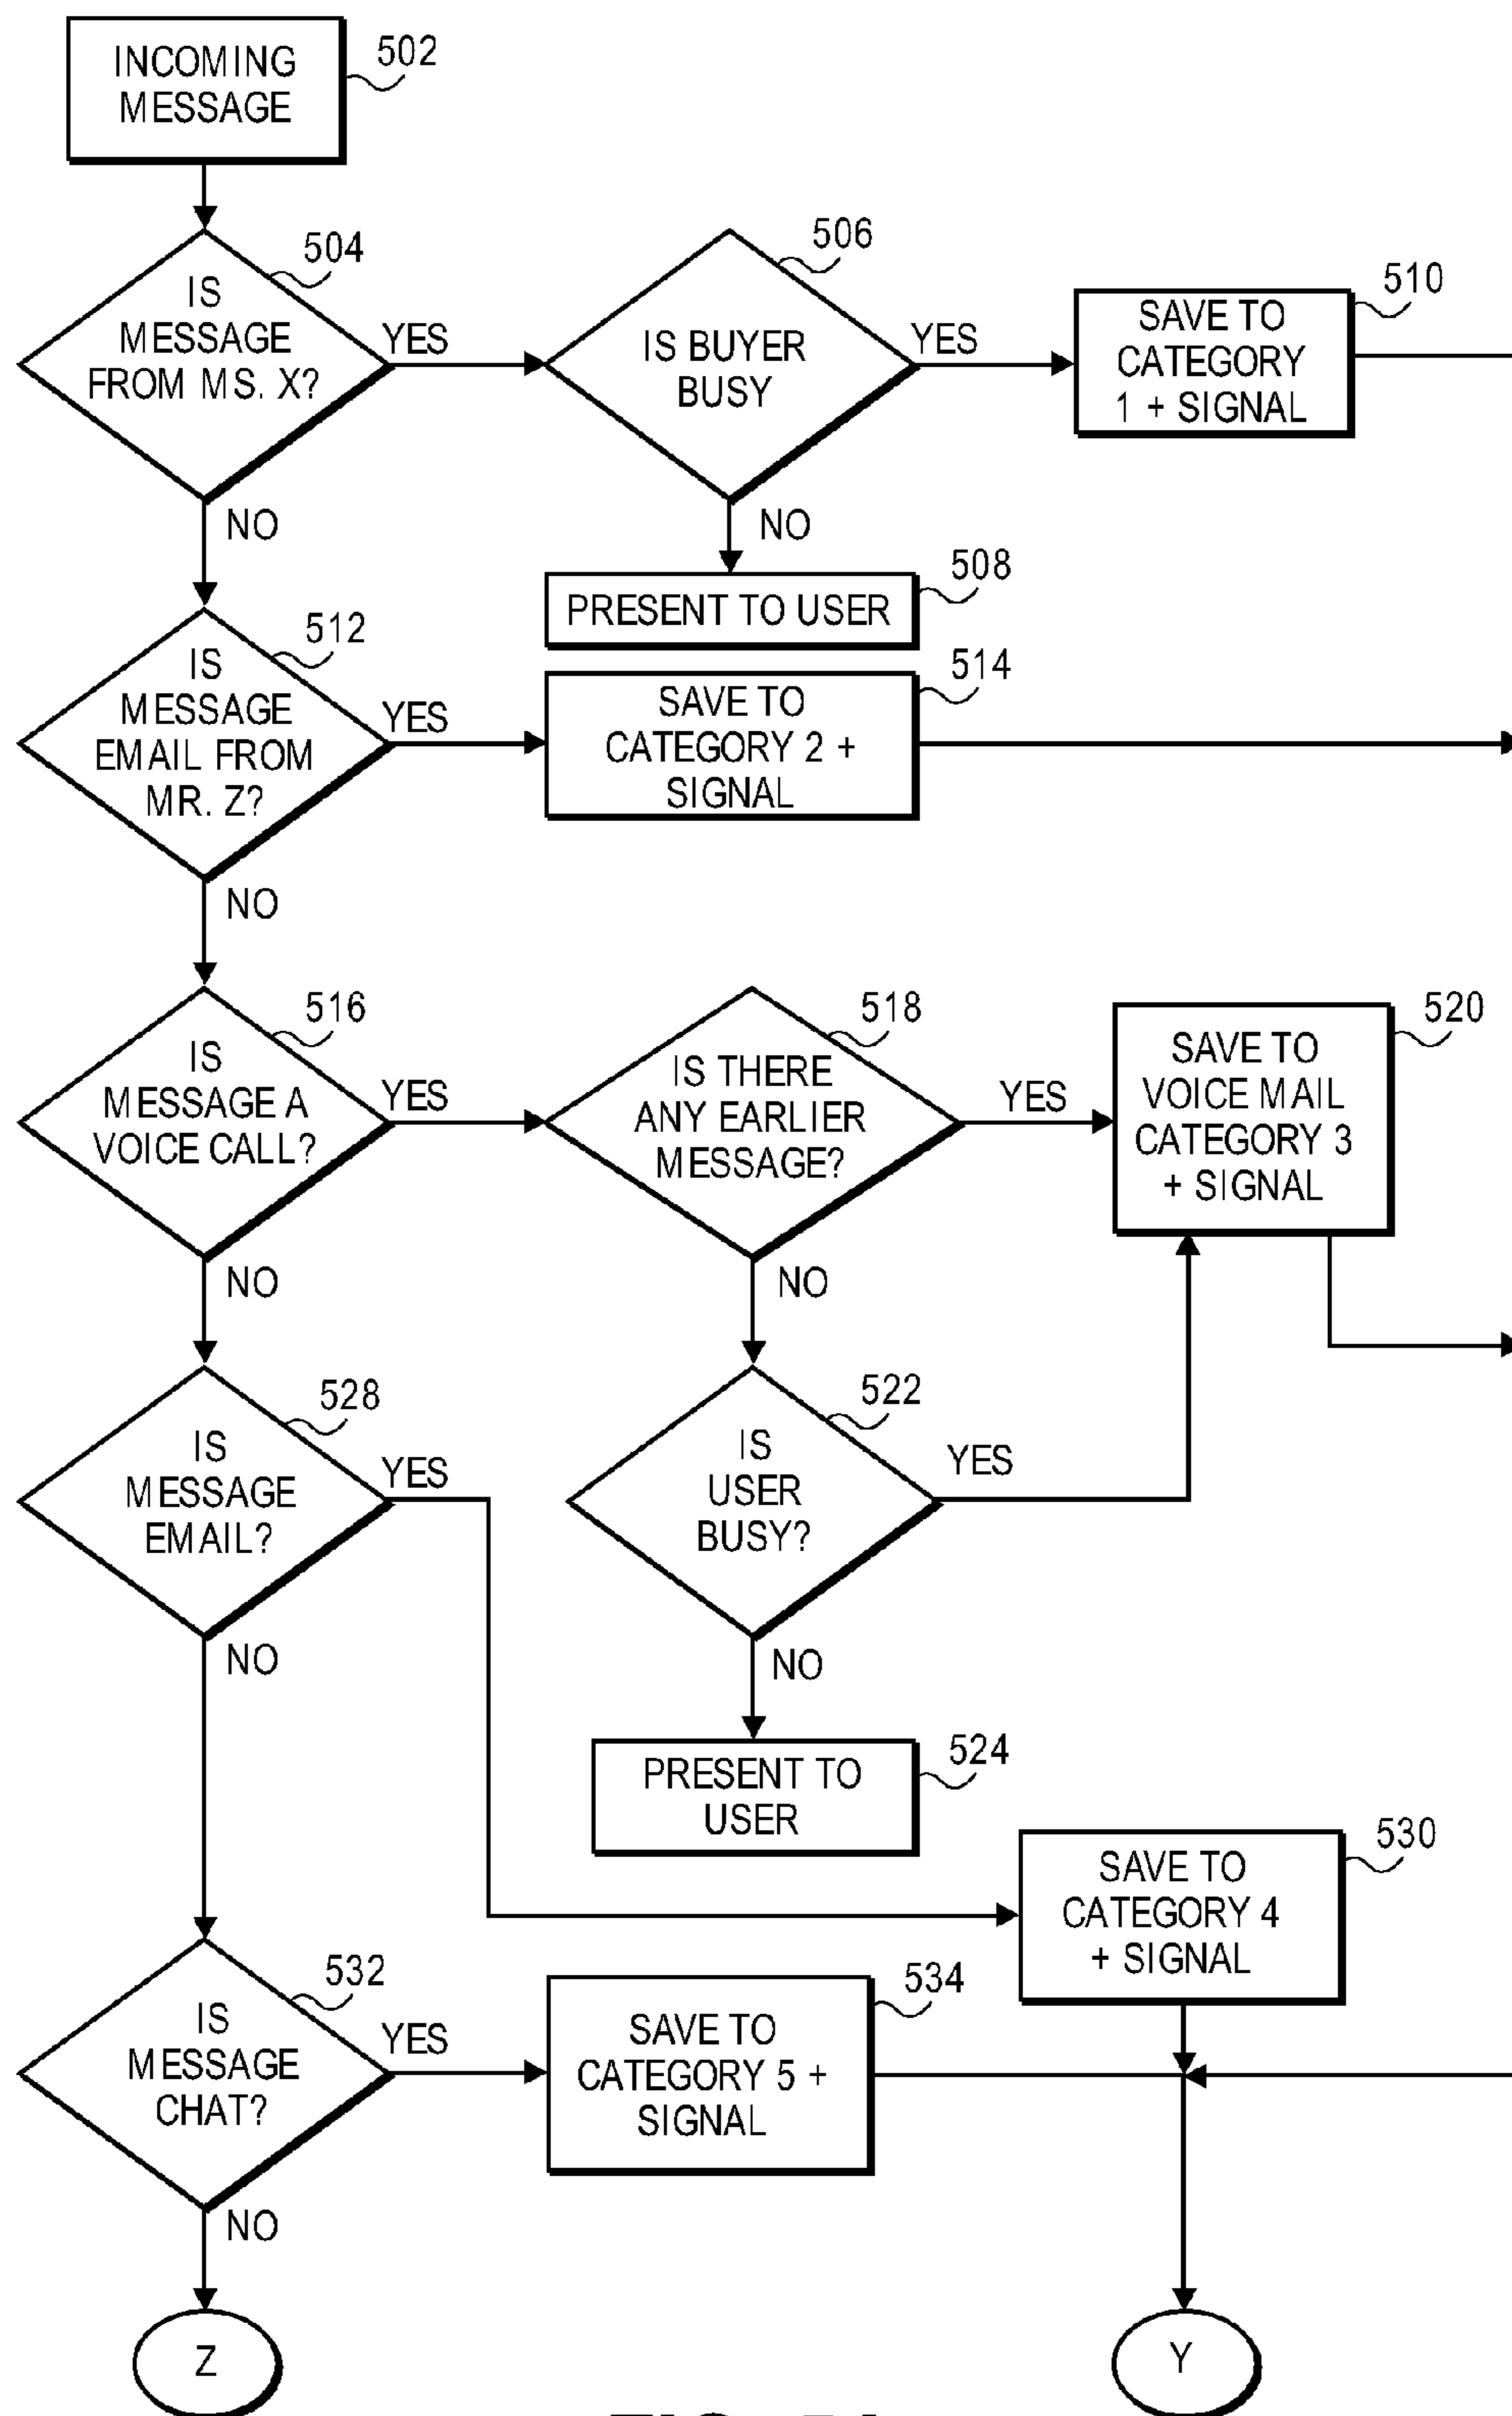 INCOMING
MESSAGE
502
504
IS
MESSAGE
FROM MS. X?
YES
NO
506
IS BUYER
BUSY
YES
NO
510
SAVE TO
CATEGORY
1 + SIGNAL
508
PRESENT TO USER
512
IS
MESSAGE
EMAIL FROM
MR. Z?
YES
NO
514
SAVE TO
CATEGORY 2 +
SIGNAL
516
IS
MESSAGE A
VOICE CALL?
YES
NO
518
IS THERE
ANY EARLIER
MESSAGE?
YES
NO
520
SAVE TO
VOICE MAIL
CATEGORY 3
+ SIGNAL
528
IS
MESSAGE
EMAIL?
YES
NO
522
IS
USER
BUSY?
YES
NO
524
PRESENT TO
USER
530
SAVE TO
CATEGORY 4
+ SIGNAL
532
IS
MESSAGE
CHAT?
YES
NO
534
SAVE TO
CATEGORY 5 +
SIGNAL
Z
Y